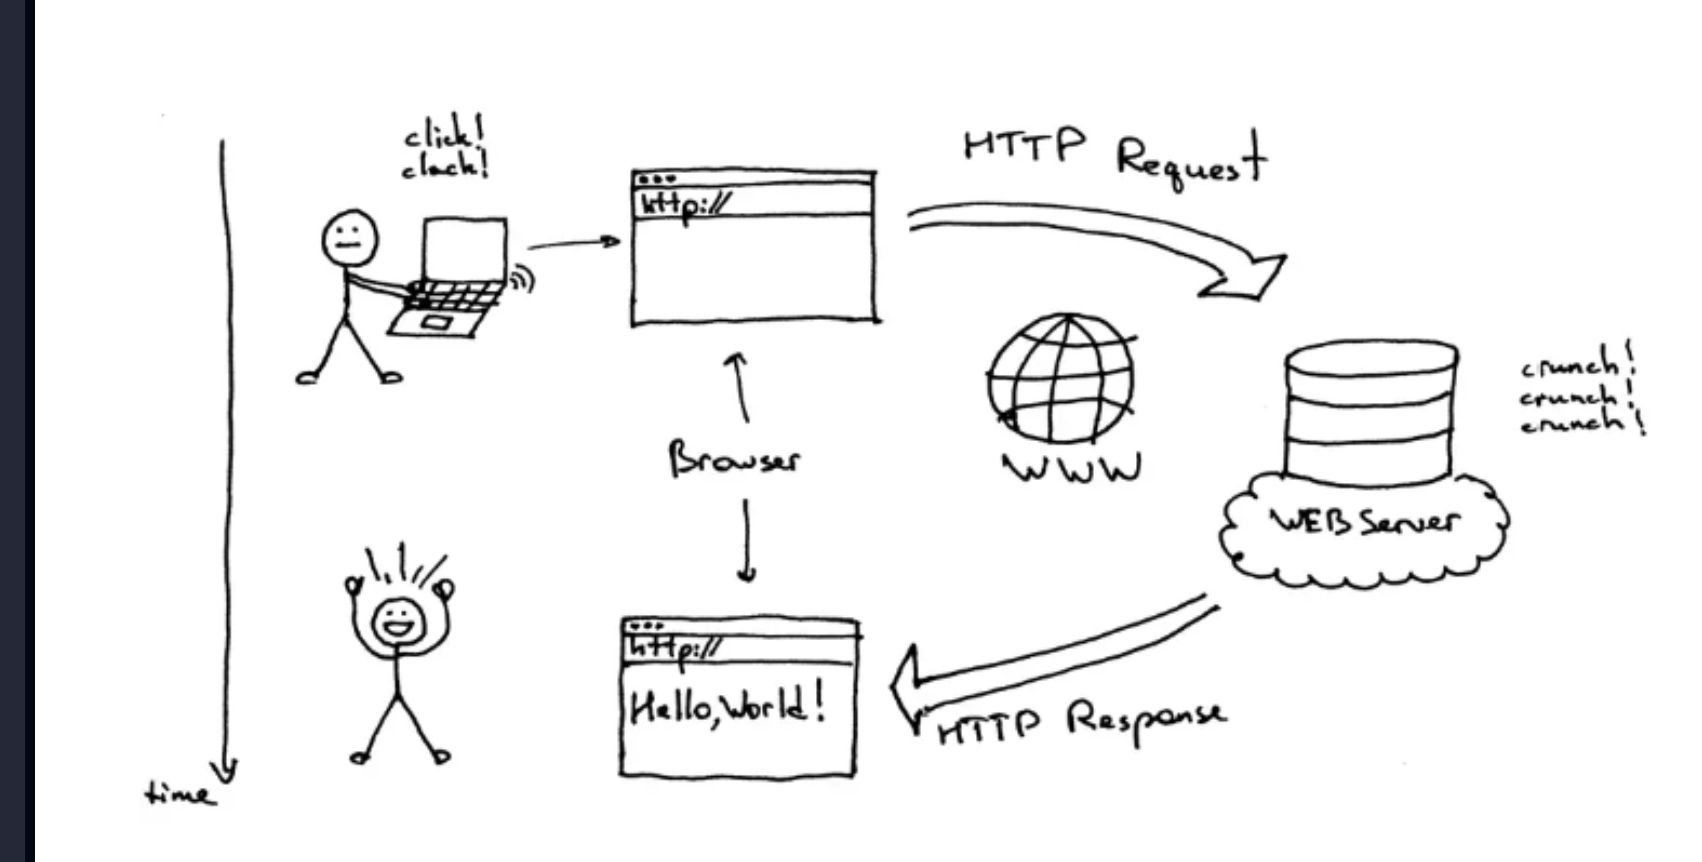 click!
clack!
HTTP Request
http://
crunch!
crunch!
crunch!
Browser
WWW
WEB Server
http://
Hello, World!
HTTP Response
time